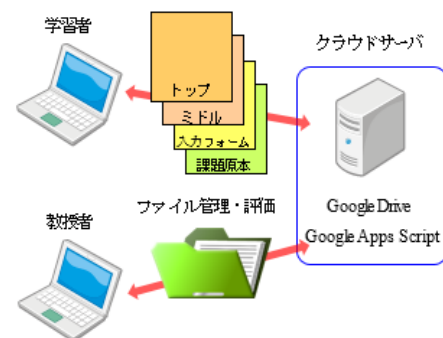 学習者
クラウドサーバ
トップ
ミドル
入力フォーム
課題原本
教授者
ファイル管理・評価
Google Drive
Google Apps Script